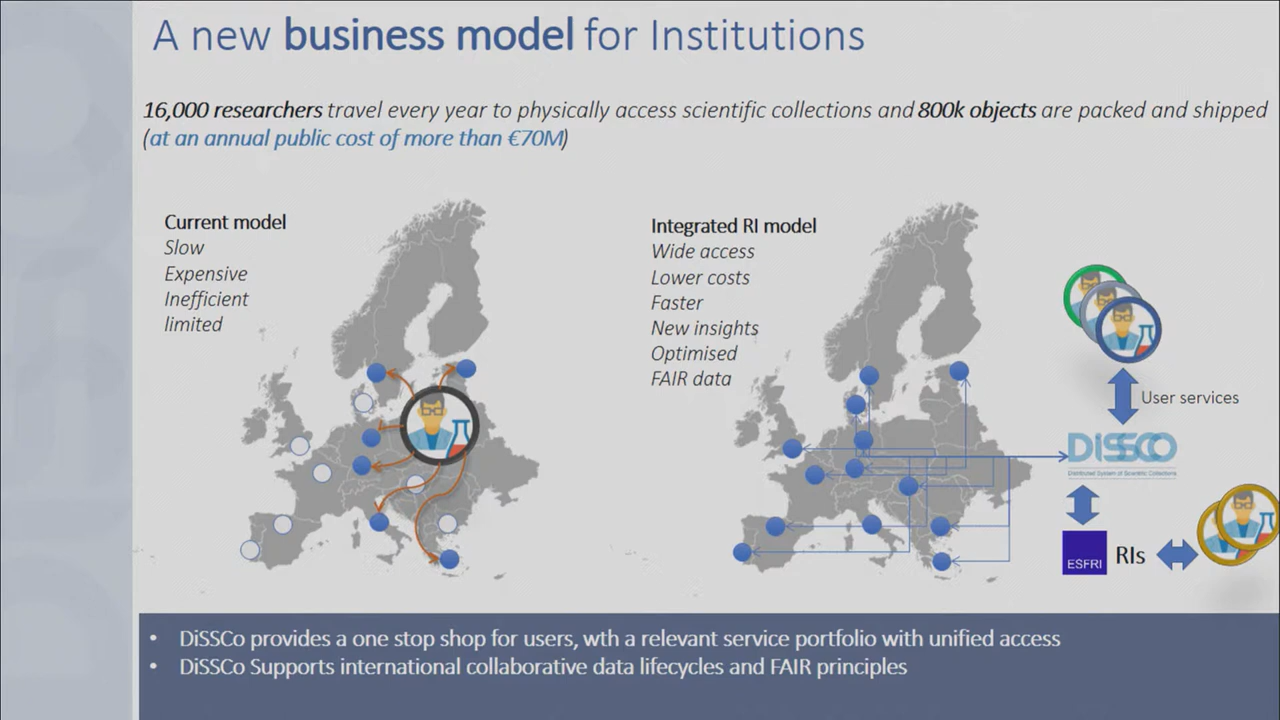 A new business model for Institutions
16,000 researchers travel every year to physically access scientific collections and 800k objects are packed and shipped
(at an annual public cost of more than €70M)
Current model
Slow
Expensive
Inefficient
limited
Integrated RI model
Wide access
Lower costs
Faster
New insights
Optimised
FAIR data
User services
DiSSCo
Distributed System of Scientific Collections
ESFRI
RIs
• DiSSCo provides a one stop shop for users, wth a relevant service portfolio with unified access
• DiSSCo Supports international collaborative data lifecycles and FAIR principles